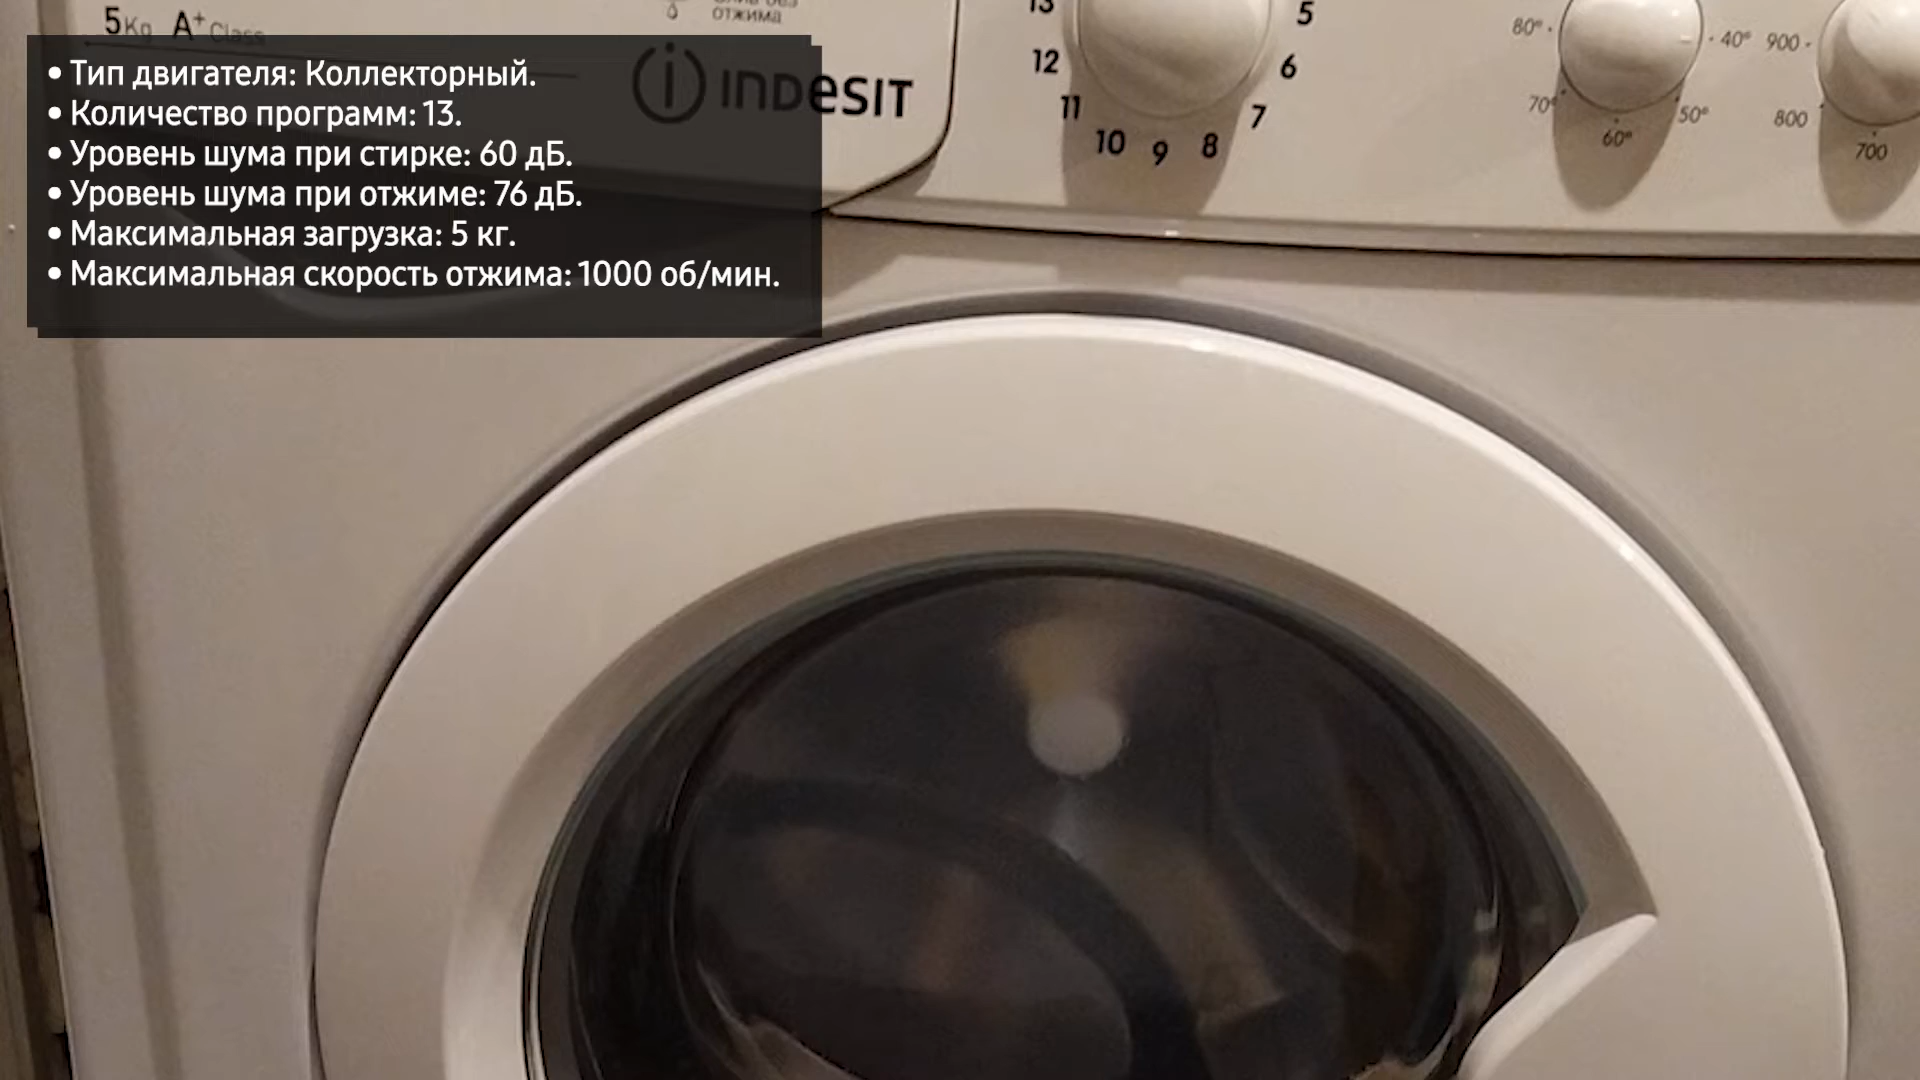 5Kg A+ Class
отжима
• Тип двигателя: Коллекторный.
• Количество программ: 13.
• Уровень шума при стирке: 60 дБ.
• Уровень шума при отжиме: 76 дБ.
• Максимальная загрузка: 5 кг.
• Максимальная скорость отжима: 1000 об/мин.
INDESIT
13
12
11
10
9
8
7
6
5
80°
70°
60°
50°
40°
900
800
700